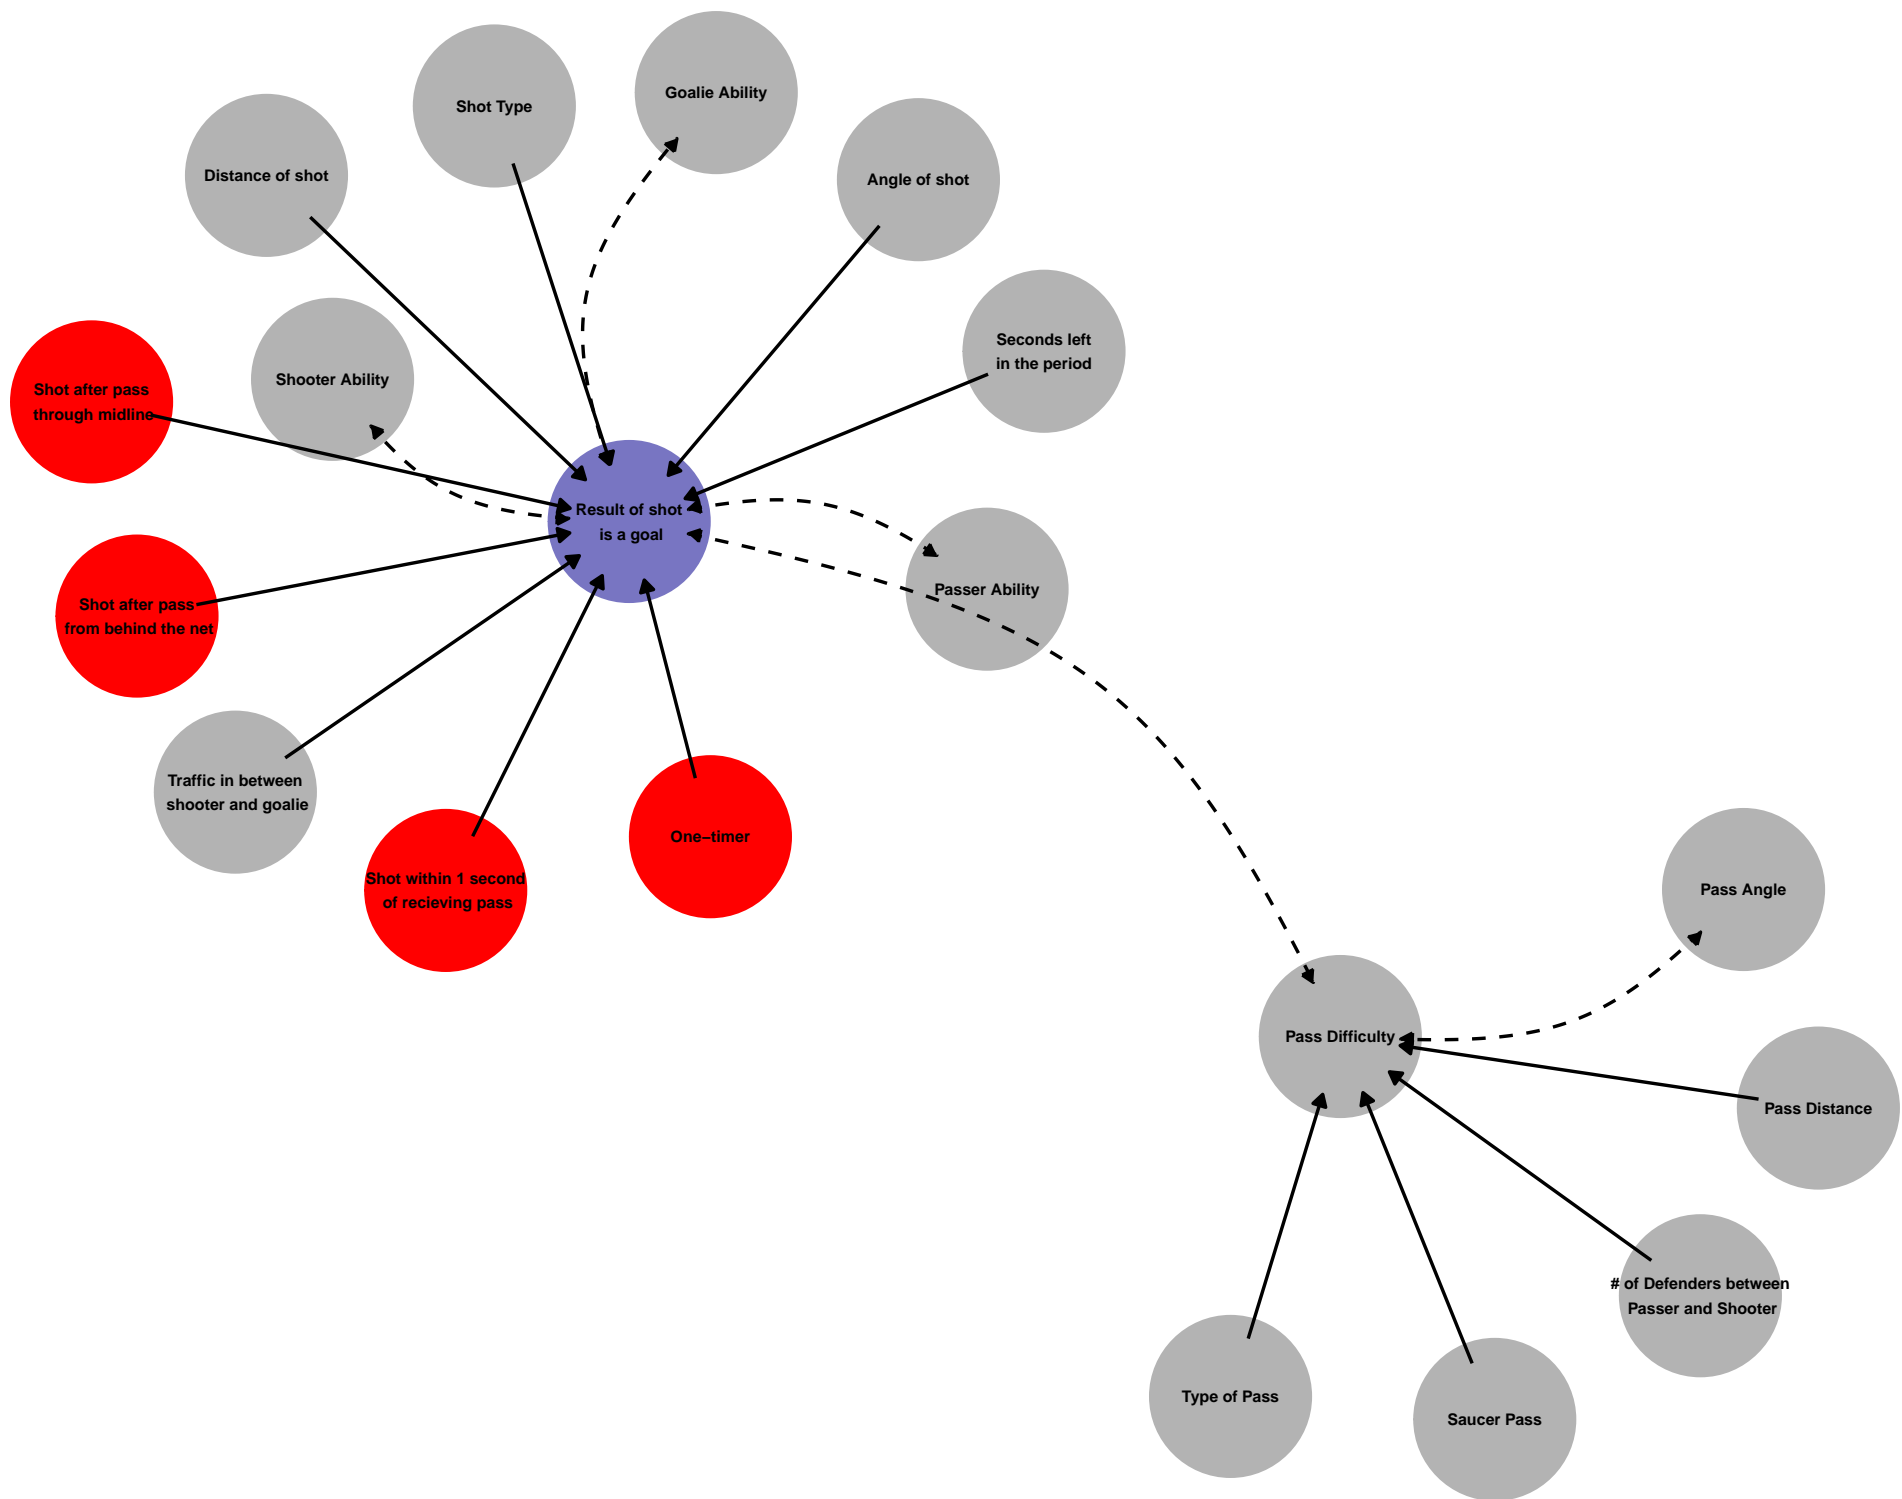 Goalie Ability
Shot Type
Distance of shot
Angle of shot
Seconds left
in the period
Shooter Ability
Shot after pass
through midline
Result of shot
is a goal
Passer Ability
Shot after pass
from behind the net
Traffic in between
shooter and goalie
One–timer
Shot within 1 second
of recieving pass
Pass Angle
Pass Difficulty
Pass Distance
# of Defenders between
Passer and Shooter
Type of Pass
Saucer Pass